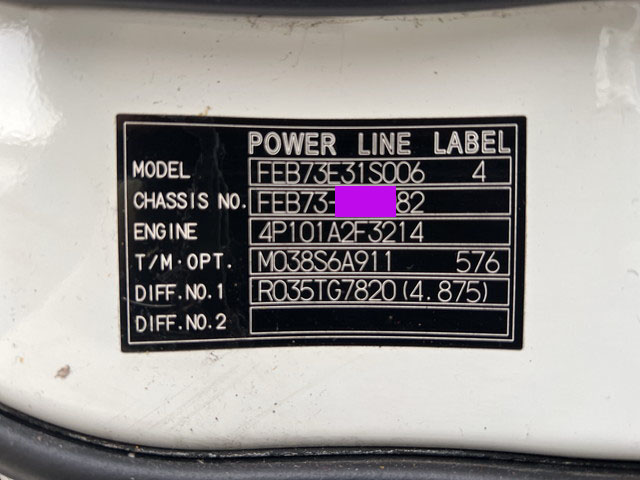 POWER LINE LABEL
MODEL FEB73E31S006 4
CHASSIS NO. FEB73- 82
ENGINE 4P101A2F3214
T/M·OPT. M038S6A911 576
DIFF.NO.1 R035TG7820(4.875)
DIFF.NO.2